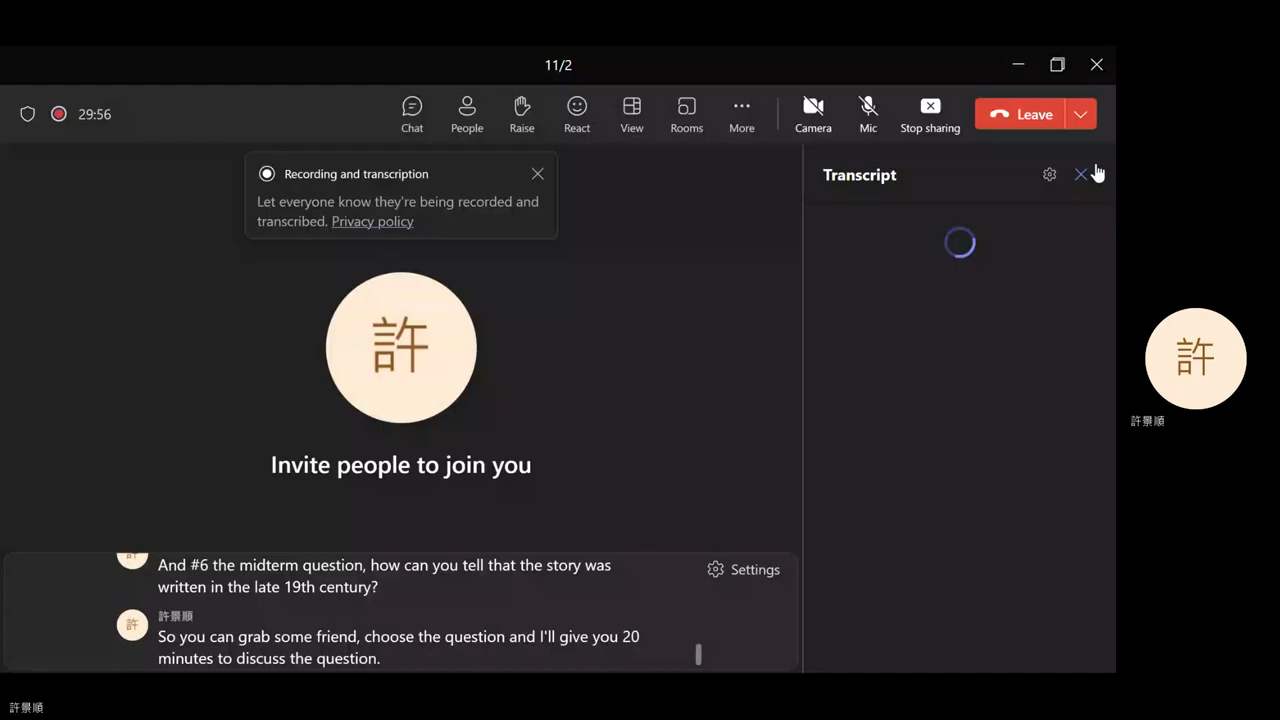 11/2
29:56
Chat
People
Raise
React
View
Rooms
More
Camera
Mic
Stop sharing
Leave
Recording and transcription
Let everyone know they're being recorded and
transcribed. Privacy policy
Transcript
許
Invite people to join you
許
許景順
許
And #6 the midterm question, how can you tell that the story was
written in the late 19th century?
Settings
許景順
許
So you can grab some friend, choose the question and I'll give you 20
minutes to discuss the question.
許景順